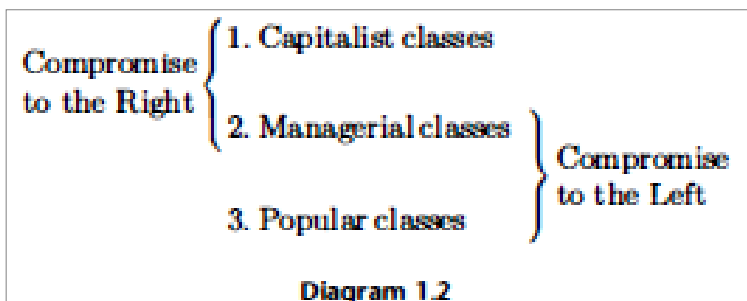 1. Capitalist classes
Compromise
to the Right
2. Managerial classes
Compromise
to the Left
3. Popular classes
Diagram 1.2